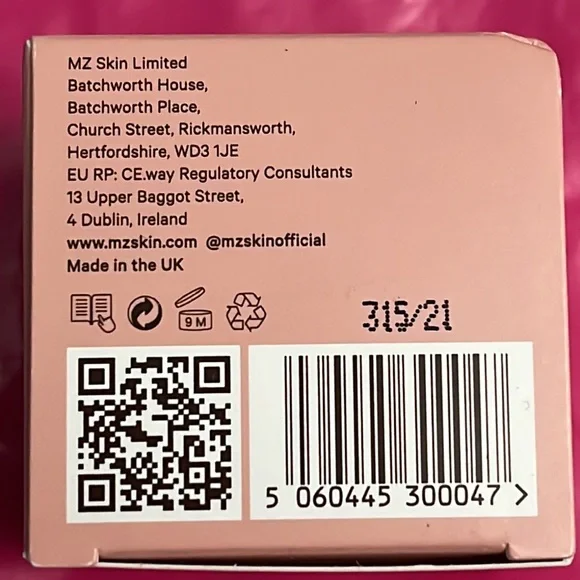 MZ Skin Limited
Batchworth House,
Batchworth Place,
Church Street, Rickmansworth,
Hertfordshire, WD3 1JE
EU RP: CE.way Regulatory Consultants
13 Upper Baggot Street,
4 Dublin, Ireland
www.mzskin.com @mzskinofficial
Made in the UK
9 M
315/21
5 060445 300047 >